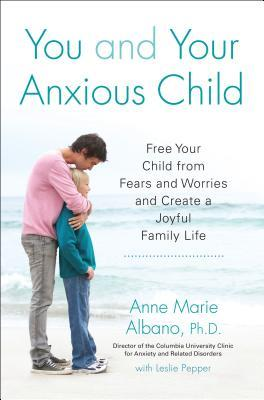 You and Your
Anxious Child
Free Your
Child from
Fears and Worries
and Create a
Joyful
Family Life
Anne Marie
Albano, Ph.D.
Director of the Columbia University Clinic
for Anxiety and Related Disorders
with Leslie Pepper